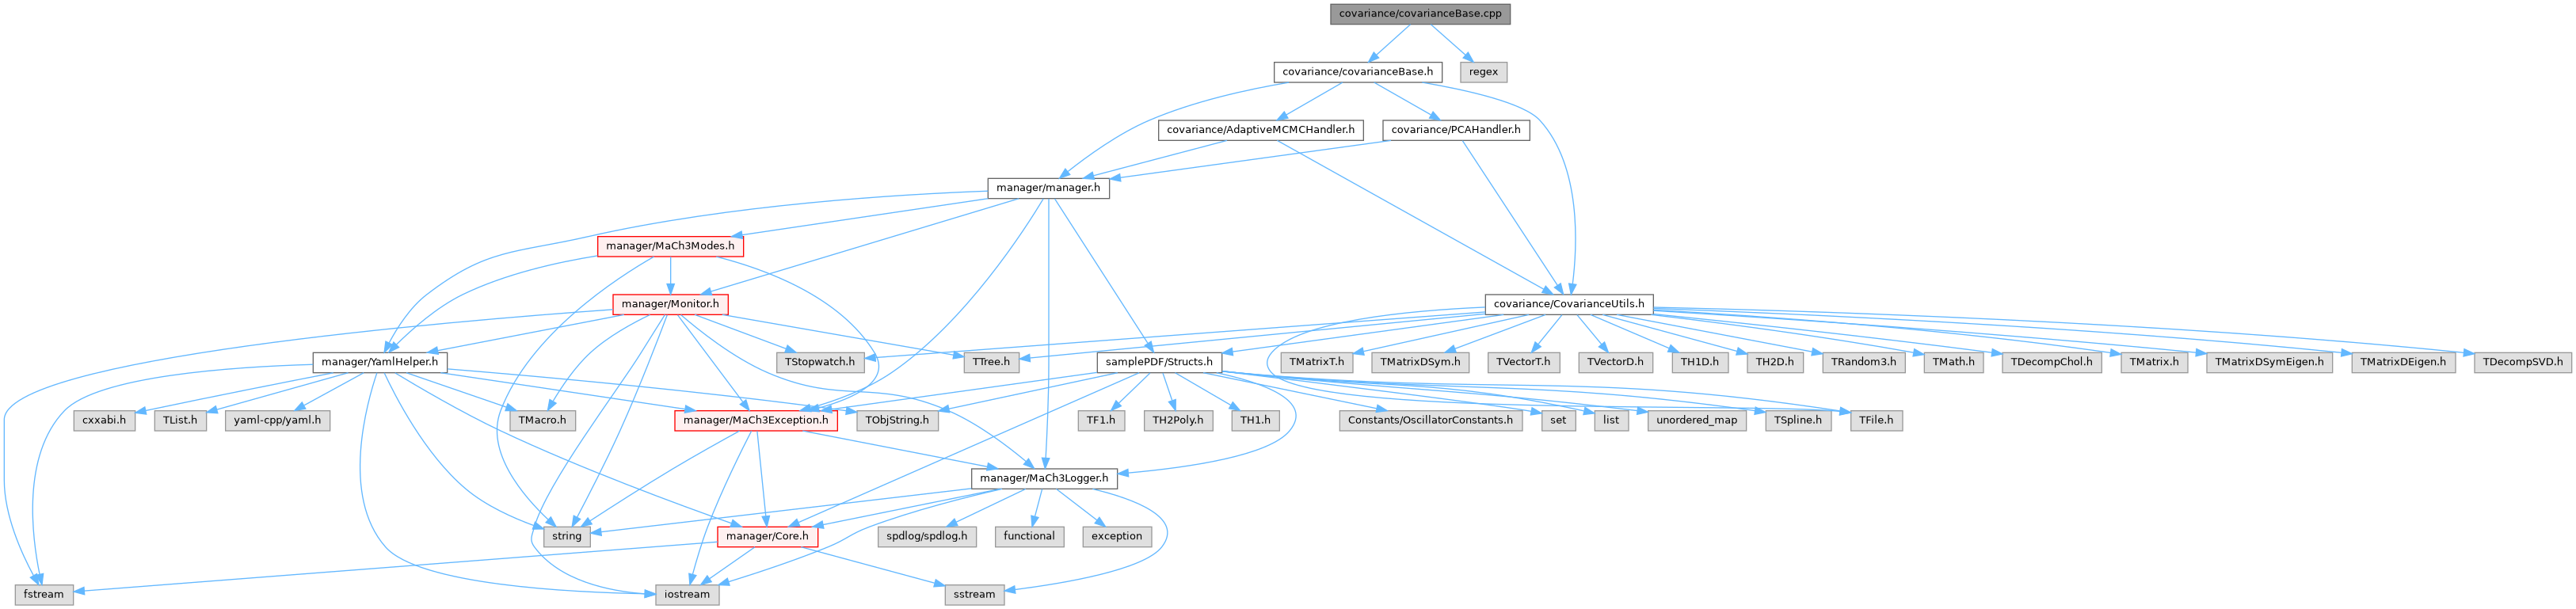 covariance/covarianceBase.cpp
covariance/covarianceBase.h
regex
covariance/AdaptiveMCMCHandler.h
covariance/PCAHandler.h
manager/manager.h
manager/MaCh3Modes.h
manager/Monitor.h
covariance/CovarianceUtils.h
manager/YamlHelper.h
TStopwatch.h
TTree.h
samplePDF/Structs.h
TMatrixT.h
TMatrixDSym.h
TVectorT.h
TVectorD.h
TH1D.h
TH2D.h
TRandom3.h
TMath.h
TDecompChol.h
TMatrix.h
TMatrixDSymEigen.h
TMatrixDEigen.h
TDecompSVD.h
cxxabi.h
TList.h
yaml-cpp/yaml.h
TMacro.h
manager/MaCh3Exception.h
TObjString.h
TF1.h
TH2Poly.h
TH1.h
Constants/OscillatorConstants.h
set
list
unordered_map
TSpline.h
TFile.h
manager/MaCh3Logger.h
string
manager/Core.h
spdlog/spdlog.h
functional
exception
fstream
iostream
sstream